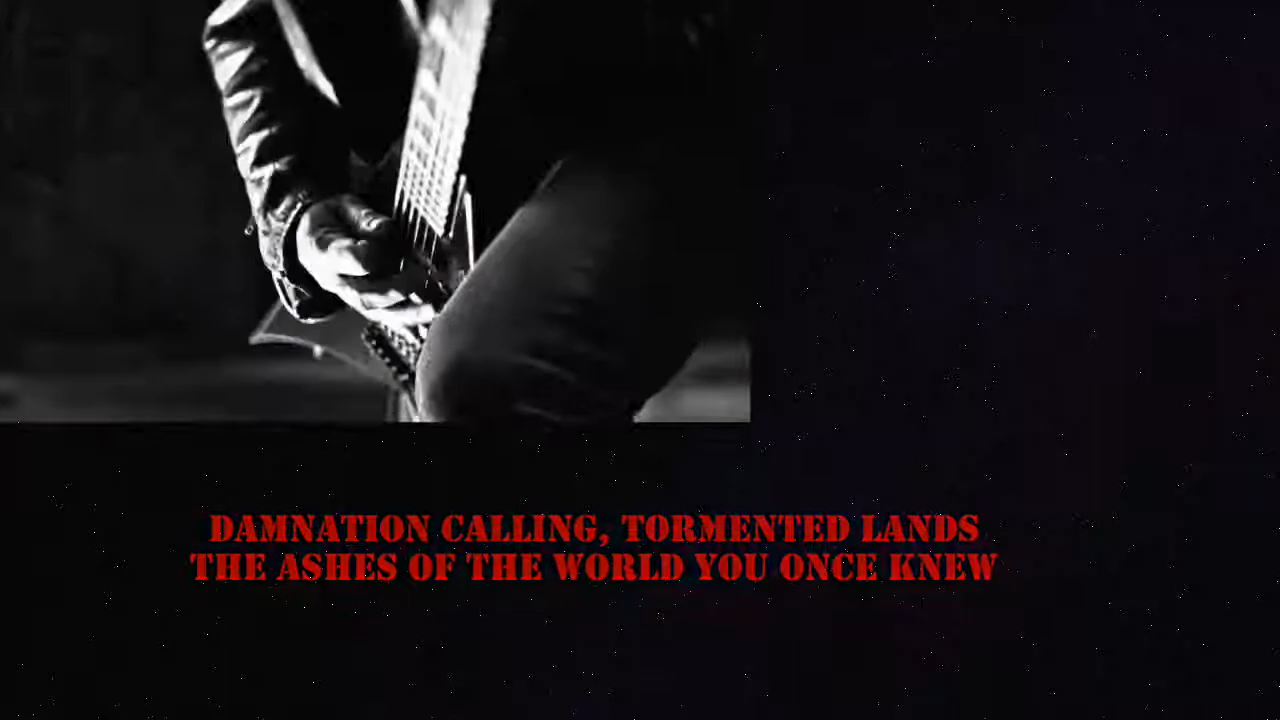 DAMNATION CALLING, TORMENTED LANDS
THE ASHES OF THE WORLD YOU ONCE KNEW